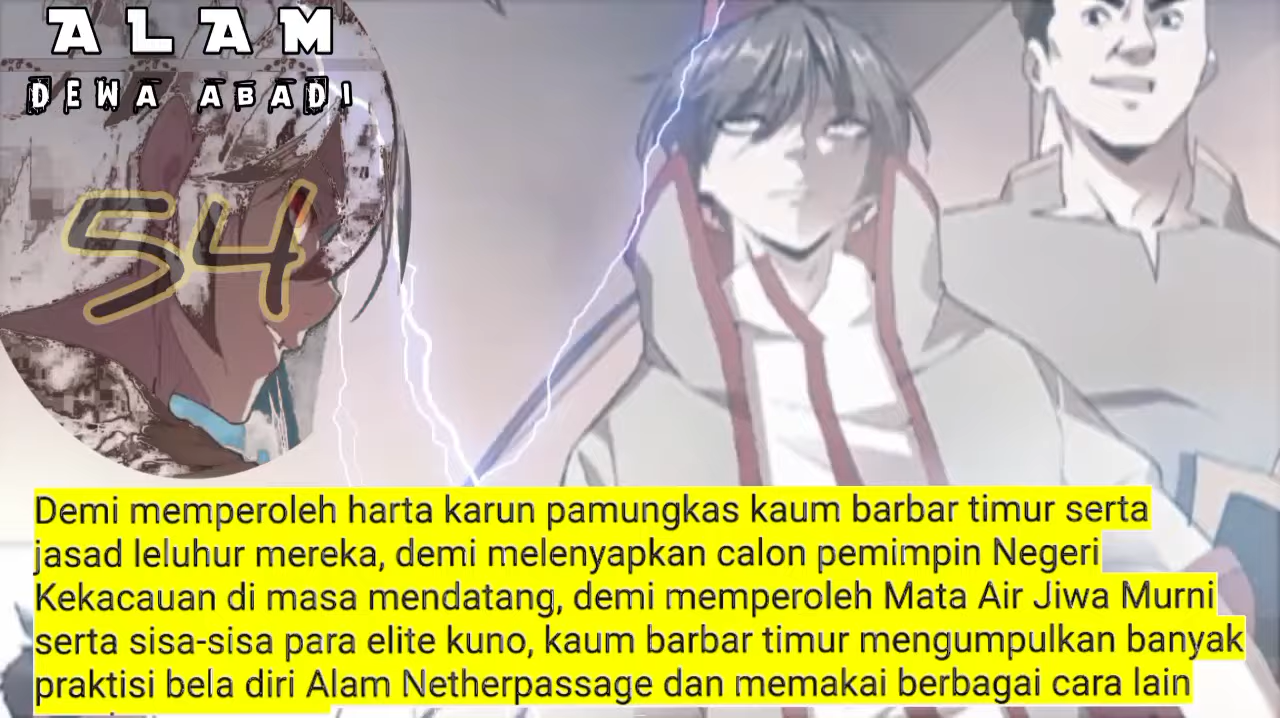 ALAM
DEWA ABADI
54
Demi memperoleh harta karun pamungkas kaum barbar timur serta
jasad leluhur mereka, demi melenyapkan calon pemimpin Negeri
Kekacauan di masa mendatang, demi memperoleh Mata Air Jiwa Murni
serta sisa-sisa para elite kuno, kaum barbar timur mengumpulkan banyak
praktisi bela diri Alam Netherpassage dan memakai berbagai cara lain